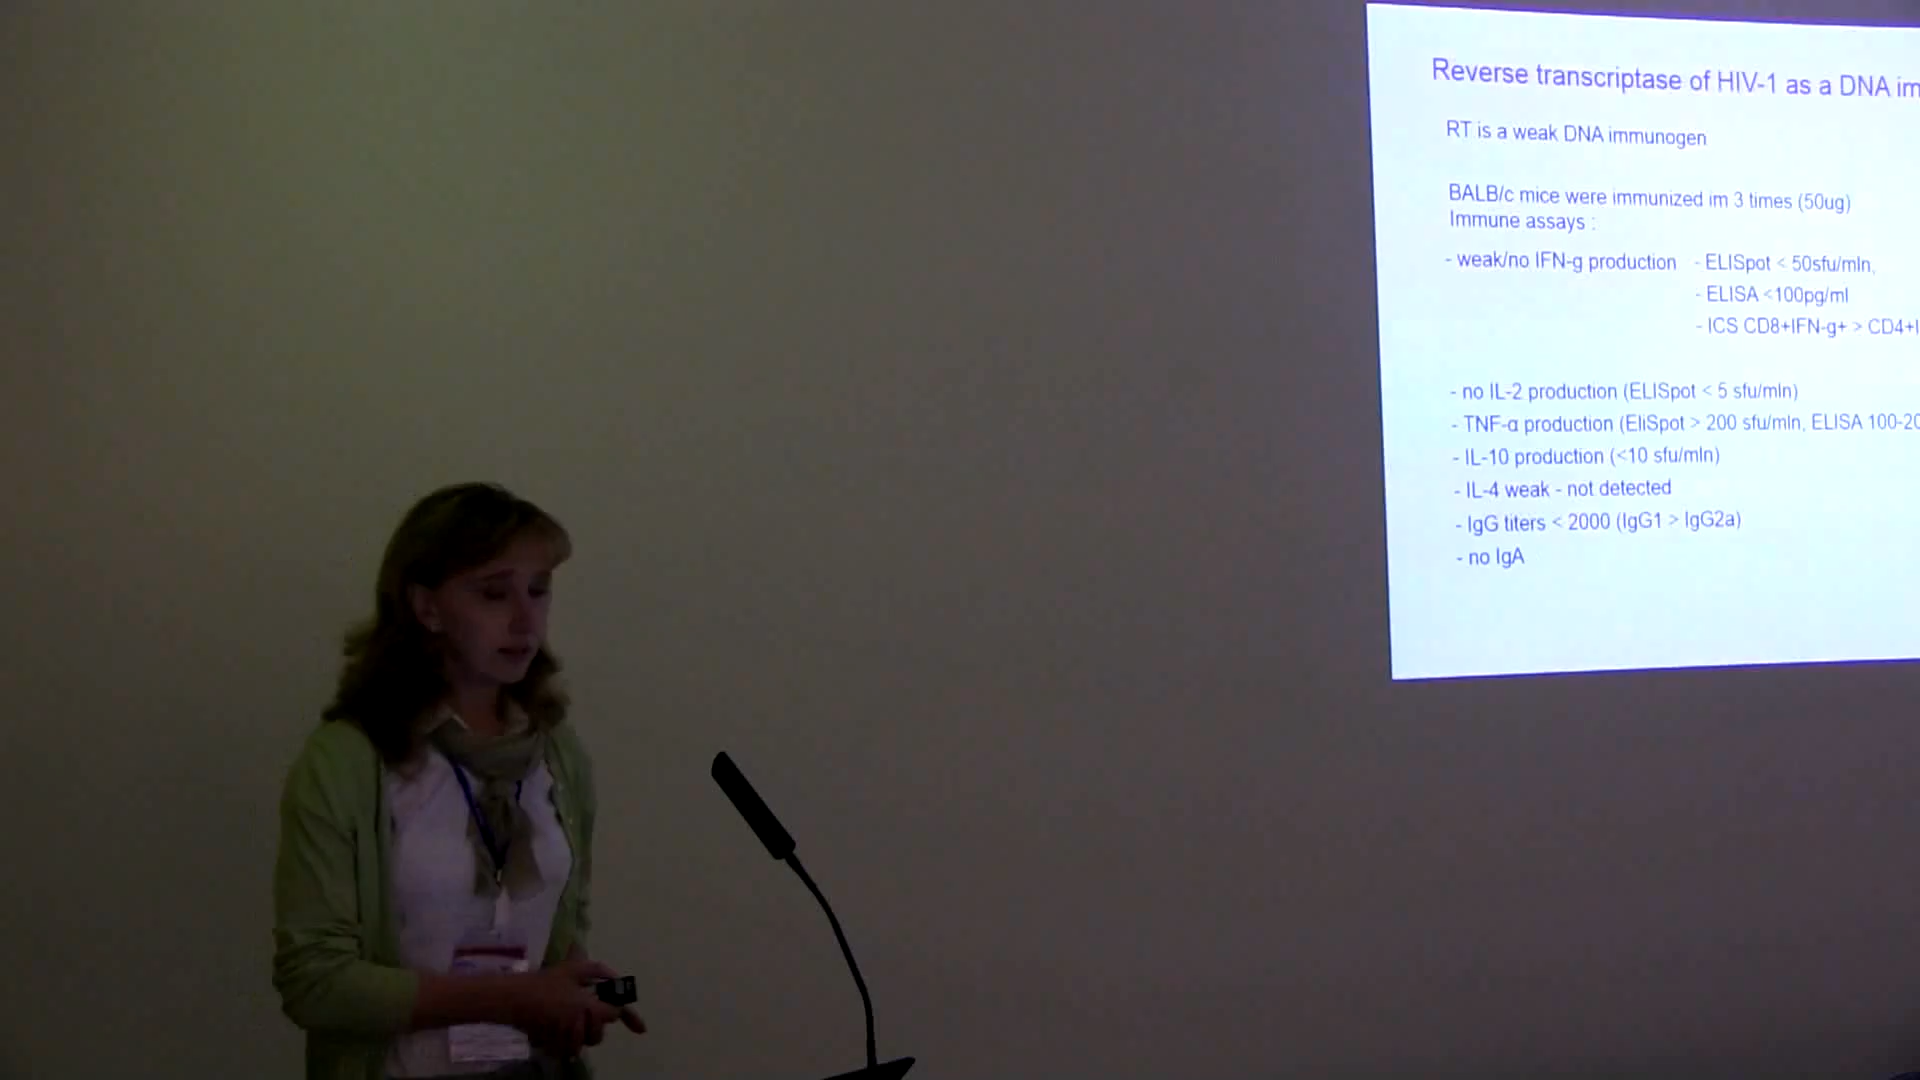 Reverse transcriptase of HIV-1 as a DNA im
RT is a weak DNA immunogen
BALB/c mice were immunized im 3 times (50ug)
Immune assays :
- weak/no IFN-g production - ELISpot < 50sfu/mln,
- ELISA <100pg/ml
- ICS CD8+IFN-g+ > CD4+I
- no IL-2 production (ELISpot < 5 sfu/mln)
- TNF-α production (EliSpot > 200 sfu/mln, ELISA 100-20
- IL-10 production (<10 sfu/mln)
- IL-4 weak - not detected
- IgG titers < 2000 (IgG1 > IgG2a)
- no IgA